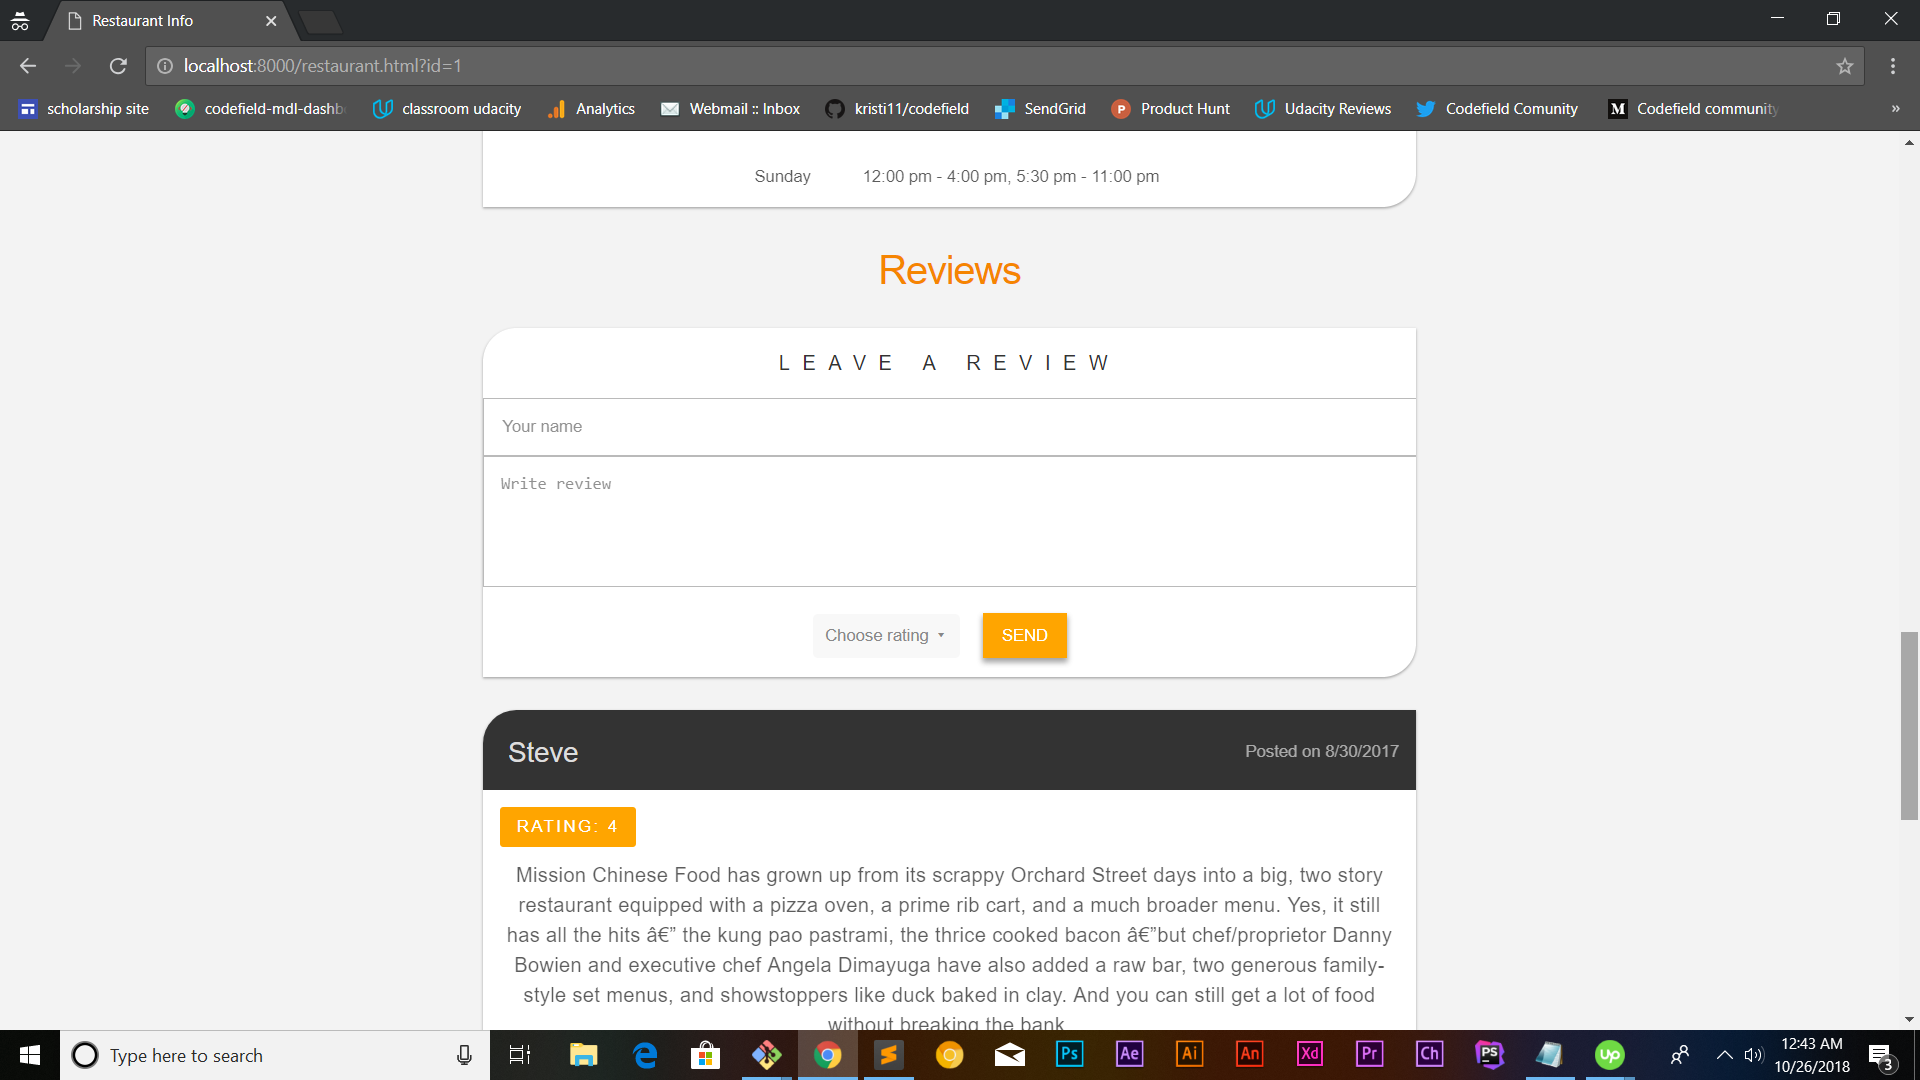 Restaurant Info
localhost:8000/restaurant.html?id=1
scholarship site
codefield-mdl-dashb
classroom udacity
Analytics
Webmail :: Inbox
kristi11/codefield
SendGrid
P
Product Hunt
Udacity Reviews
Codefield Comunity
M
Codefield community
»
Sunday 12:00 pm - 4:00 pm, 5:30 pm - 11:00 pm
Reviews
LEAVE A REVIEW
Your name
Write review
Choose rating
SEND
Steve
Posted on 8/30/2017
RATING: 4
Mission Chinese Food has grown up from its scrappy Orchard Street days into a big, two story
restaurant equipped with a pizza oven, a prime rib cart, and a much broader menu. Yes, it still
has all the hits â€” the kung pao pastrami, the thrice cooked bacon â€”but chef/proprietor Danny
Bowien and executive chef Angela Dimayuga have also added a raw bar, two generous family-
style set menus, and showstoppers like duck baked in clay. And you can still get a lot of food
without breaking the bank
Type here to search
Ps
Ae
Ai
An
Xd
Pr
Ch
PS
up
12:43 AM
10/26/2018
3